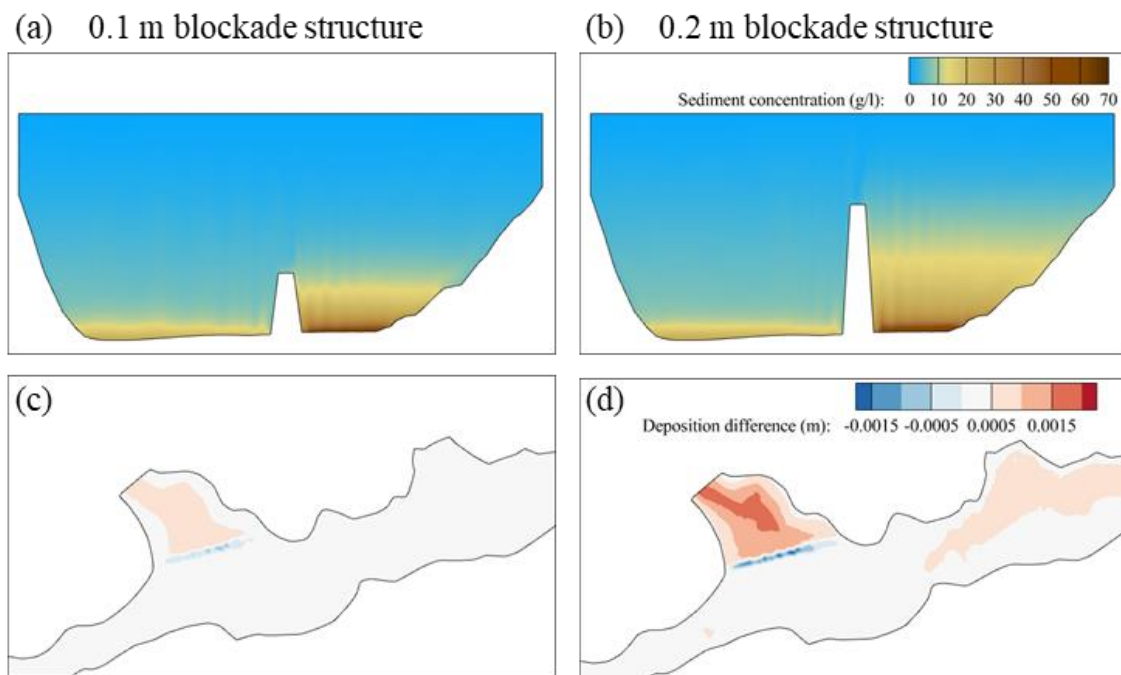 (a) 0.1 m blockade structure
(b) 0.2 m blockade structure
Sediment concentration (g/l):
0 10 20 30 40 50 60 70
(c)
(d)
Deposition difference (m):
-0.0015 -0.0005 0.0005 0.0015